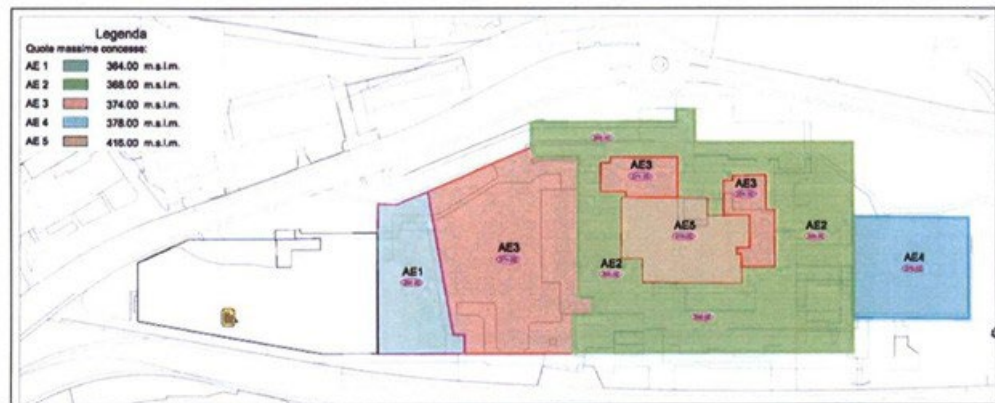 Legenda
Quote massime concesse:
AE 1 364.00 m.s.l.m.
AE 2 368.00 m.s.l.m.
AE 3 374.00 m.s.l.m.
AE 4 378.00 m.s.l.m.
AE 5 416.00 m.s.l.m.
AE3
AE3
AE5
AE2
AE3
AE4
AE1
AE2